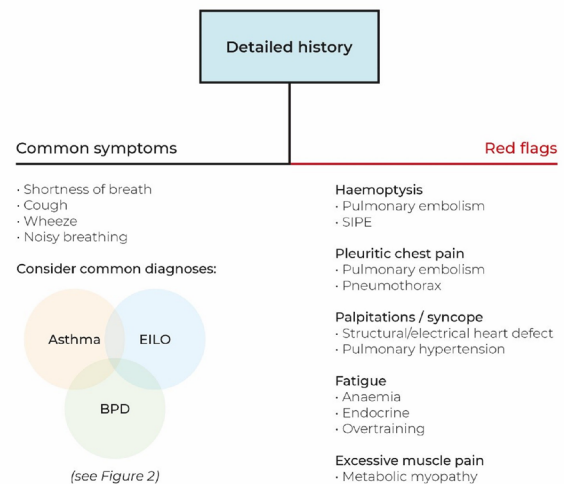 Detailed history
Common symptoms
· Shortness of breath
· Cough
· Wheeze
· Noisy breathing
Consider common diagnoses:
Asthma
EILO
BPD
(see Figure 2)
Red flags
Haemoptysis
· Pulmonary embolism
· SIPE
Pleuritic chest pain
· Pulmonary embolism
· Pneumothorax
Palpitations / syncope
· Structural/electrical heart defect
· Pulmonary hypertension
Fatigue
· Anaemia
· Endocrine
· Overtraining
Excessive muscle pain
· Metabolic myopathy